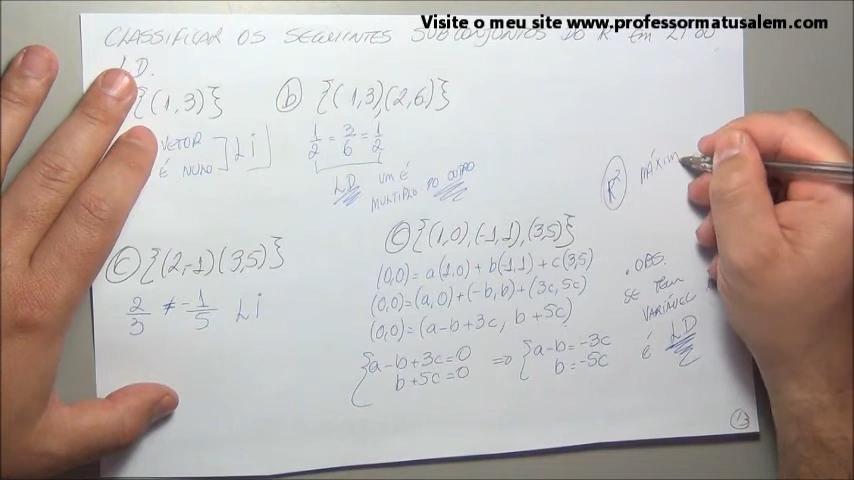 Visite o meu site www.professormatusalem.com
CLASSIFICAR OS SEGUINTES SUBCONJUNTOS DO R EM LI OU
LD.
{(1,3)}
VETOR
É NULO
LI
b {(1,3),(2,6)}
1/2 = 3/6 = 1/2
LD UM É
MULTIPLO DO OUTRO
R² MÁXIM
C {(2,-1)(3,5)}
2/3 ≠ -1/5 LI
C {(1,0),(-1,1),(3,5)}
(0,0)=a(1,0)+b(-1,1)+c(3,5)
(0,0)=(a,0)+(-b,b)+(3c,5c)
(0,0)=(a-b+3c, b+5c)
{a-b+3c=0 => {a-b=-3c
b+5c=0 b=-5c
. OBS.
SE TEM
VARIÁVEL
É LD
13